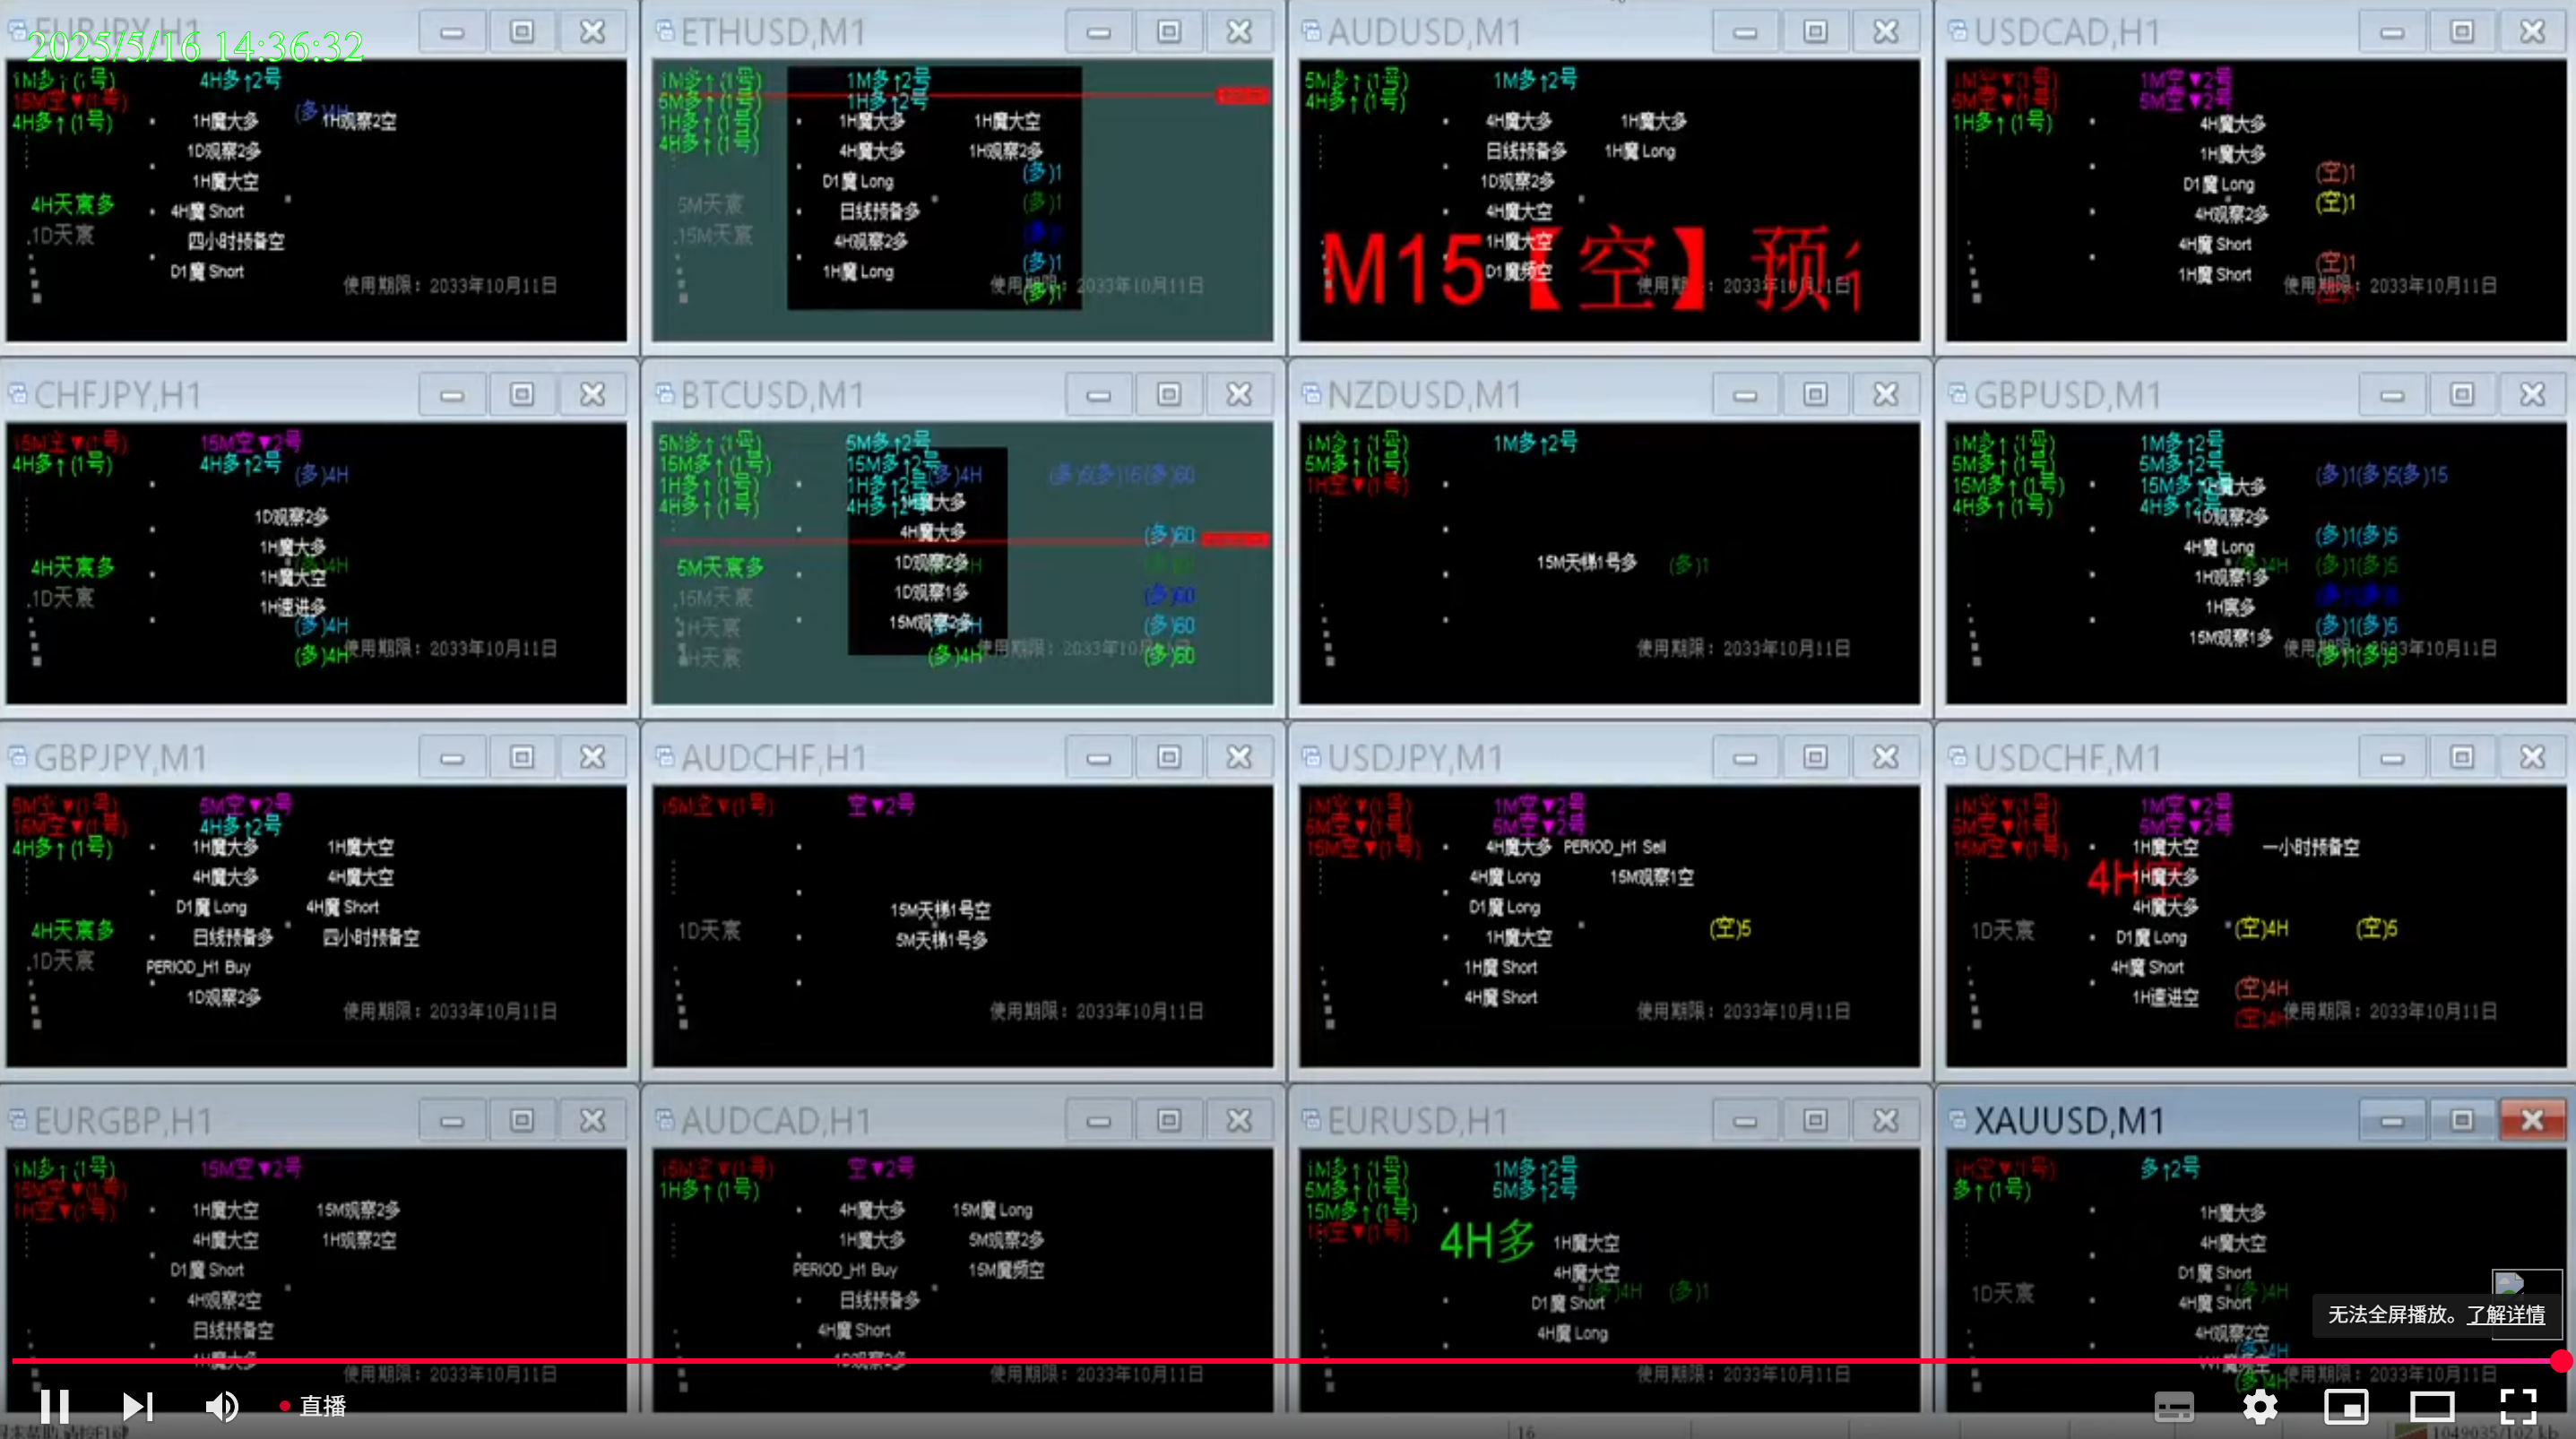 EURJPY,H1
2025/5/16 14:36:32
1M多↑(1号)
4H多↑2号
15M空▼(1号)
(多)4H
4H多↑(1号)
1H魔大多
1H观察2空
1D观察2多
1H魔大空
4H天宸多
4H魔 Short
.1D天宸
四小时预备空
D1魔 Short
使用期限：2033年10月11日
ETHUSD,M1
1M多↑(1号)
1M多↑2号
5M多↑(1号)
1H多↑2号
1H多↑(1号)
1H魔大多
1H魔大空
4H多↑(1号)
4H魔大多
1H观察2多
(多)1
D1魔 Long
5M天宸
日线预备多
(多)1
.15M天宸
4H观察2多
(多)1
1H魔 Long
使用期限：2033年10月11日
(多)1
AUDUSD,M1
5M多↑(1号)
1M多↑2号
4H多↑(1号)
4H魔大多
1H魔大多
日线预备多
1H魔 Long
1D观察2多
4H魔大空
1H魔大空
M15【空】预
D1魔频空
使用期限：2033年10月11日
USDCAD,H1
1M空▼(1号)
1M空▼2号
5M空▼(1号)
5M空▼2号
1H多↑(1号)
4H魔大多
1H魔大多
(空)1
D1魔 Long
(空)1
4H观察2多
4H魔 Short
(空)1
1H魔 Short
使用期限：2033年10月11日
CHFJPY,H1
15M空▼(1号)
15M空▼2号
4H多↑(1号)
4H多↑2号
(多)4H
1D观察2多
1H魔大多
4H天宸多
1H魔大空
.1D天宸
1H速进多
(多)4H
(多)4H
使用期限：2033年10月11日
BTCUSD,M1
5M多↑(1号)
5M多↑2号
15M多↑(1号)
15M多↑2号
(多)4H
(多)5(多)15(多)60
1H多↑(1号)
1H多↑2号
1H魔大多
4H多↑(1号)
4H多↑2号
4H魔大多
(多)60
1D观察2多
5M天宸多
1D观察1多
(多)60
.15M天宸
15M观察2多
(多)60
1H天宸
(多)4H
使用期限：2033年10月11日
(多)60
NZDUSD,M1
1M多↑(1号)
1M多↑2号
5M多↑(1号)
1H空▼(1号)
15M天梯1号多
(多)1
使用期限：2033年10月11日
GBPUSD,M1
1M多↑(1号)
1M多↑2号
5M多↑(1号)
5M多↑2号
(多)1(多)5(多)15
15M多↑(1号)
15M多↑2号
4H多↑(1号)
4H多↑2号
1D观察2多
(多)1(多)5
4H魔 Long
(多)1(多)5
1H观察1多
1H宸多
(多)1(多)5
15M观察1多
使用期限：2033年10月11日
(多)1(多)5
GBPJPY,M1
5M空▼(1号)
5M空▼2号
15M空▼(1号)
4H多↑2号
4H多↑(1号)
1H魔大多
1H魔大空
4H魔大多
4H魔大空
D1魔 Long
4H魔 Short
4H天宸多
日线预备多
四小时预备空
.1D天宸
PERIOD_H1 Buy
1D观察2多
使用期限：2033年10月11日
AUDCHF,H1
15M空▼(1号)
空▼2号
15M天梯1号空
1D天宸
5M天梯1号多
使用期限：2033年10月11日
USDJPY,M1
1M空▼(1号)
1M空▼2号
5M空▼(1号)
5M空▼2号
15M空▼(1号)
4H魔大多
PERIOD_H1 Sell
4H魔 Long
15M观察1空
D1魔 Long
(空)5
1H魔大空
1H魔 Short
4H魔 Short
使用期限：2033年10月11日
USDCHF,M1
1M空▼(1号)
1M空▼2号
5M空▼(1号)
5M空▼2号
15M空▼(1号)
1H魔大空
一小时预备空
4H空
1H魔大多
4H魔大多
1D天宸
D1魔 Long
(空)4H
(空)5
4H魔 Short
1H速进空
(空)4H
(空)4H
使用期限：2033年10月11日
EURGBP,H1
1M多↑(1号)
15M空▼2号
15M空▼(1号)
1H空▼(1号)
1H魔大空
15M观察2多
4H魔大空
1H观察2空
D1魔 Short
4H观察2空
日线预备空
1H魔大多
使用期限：2033年10月11日
AUDCAD,H1
15M空▼(1号)
空▼2号
1H多↑(1号)
4H魔大多
15M魔 Long
1H魔大多
5M观察2多
PERIOD_H1 Buy
15M魔频空
日线预备多
4H魔 Short
1D观察2多
使用期限：2033年10月11日
EURUSD,H1
1M多↑(1号)
1M多↑2号
5M多↑(1号)
5M多↑2号
15M多↑(1号)
1H空▼(1号)
4H多
1H魔大空
4H魔大空
(多)4H
(多)1
D1魔 Short
4H魔 Long
使用期限：2033年10月11日
XAUUSD,M1
1H空▼(1号)
多↑2号
多↑(1号)
1H魔大多
4H魔大空
D1魔 Short
1D天宸
(多)4H
4H魔 Short
4H观察2空
(多)4H
使用期限：2033年10月11日
无法全屏播放。了解详情
直播
16
1049035/102 kb